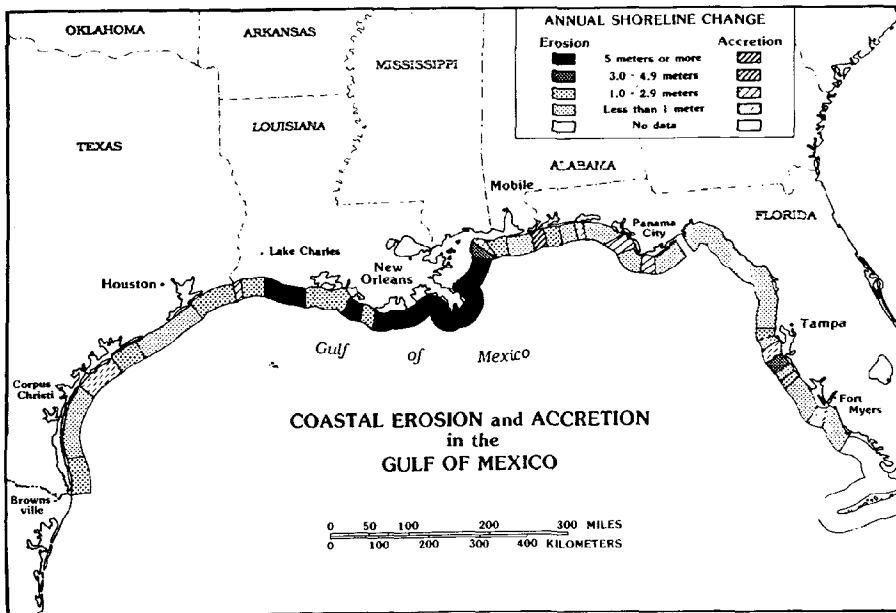 OKLAHOMA
ARKANSAS
MISSISSIPPI
TEXAS
LOUISIANA
ALABAMA
FLORIDA
ANNUAL SHORELINE CHANGE
Erosion Accretion
5 meters or more
3.0 - 4.9 meters
1.0 - 2.9 meters
Less than 1 meter
No data
Mobile
Panama
City
Lake Charles
New
Orleans
Houston
Tampa
Fort
Myers
Corpus
Christi
Browns
ville
Gulf of Mexico
COASTAL EROSION and ACCRETION
in the
GULF OF MEXICO
0 50 100 200 300 MILES
0 100 200 300 400 KILOMETERS